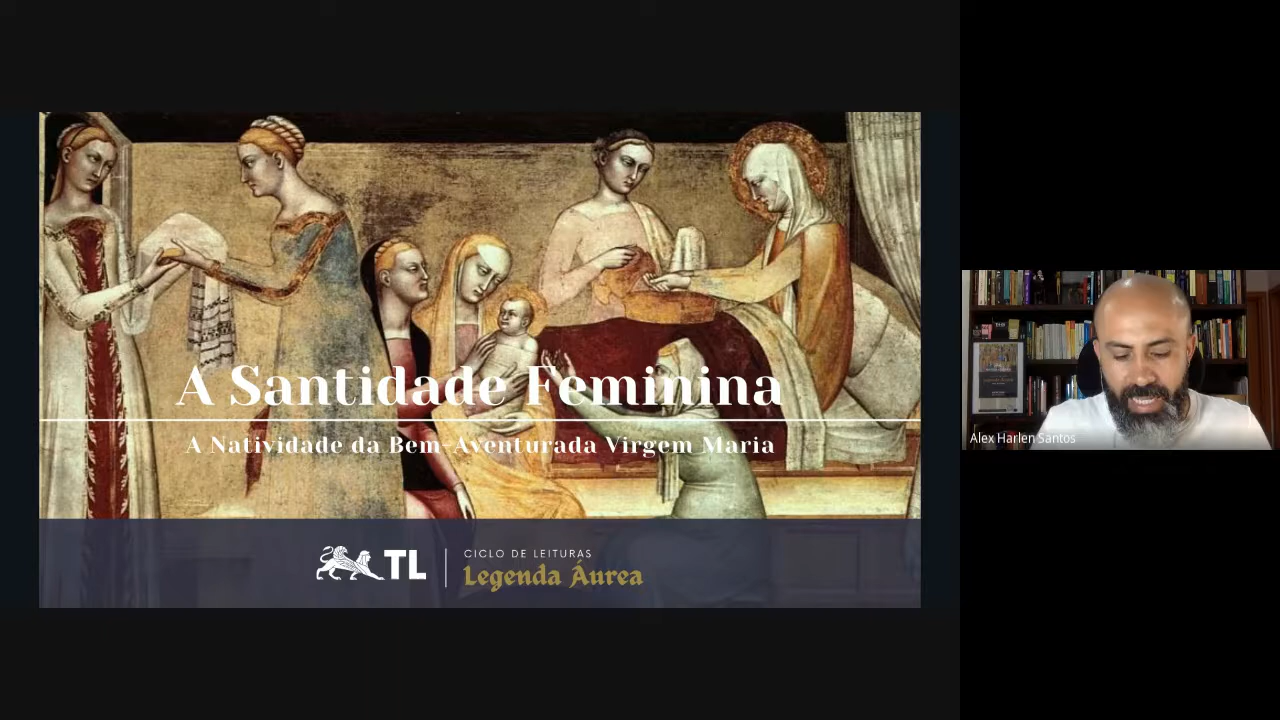 A Santidade Feminina
A Natividade da Bem-Aventurada Virgem Maria
TL
CICLO DE LEITURAS
Legenda Áurea
Alex Harlen Santos